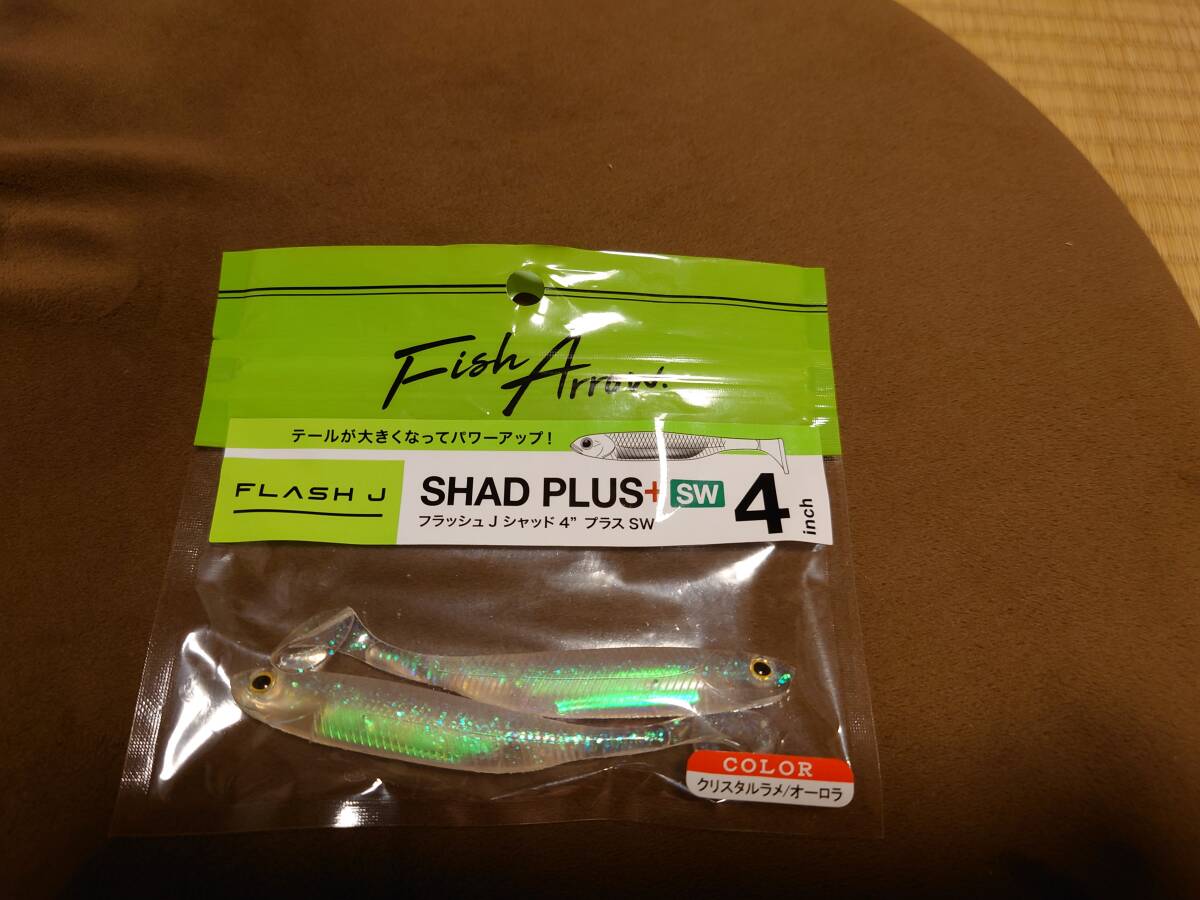 Fish Arrow.
テールが大きくなってパワーアップ!
FLASH J
SHAD PLUS+ SW
4 inch
フラッシュ J シャッド 4” プラス SW
COLOR
クリスタルラメ/オーロラ